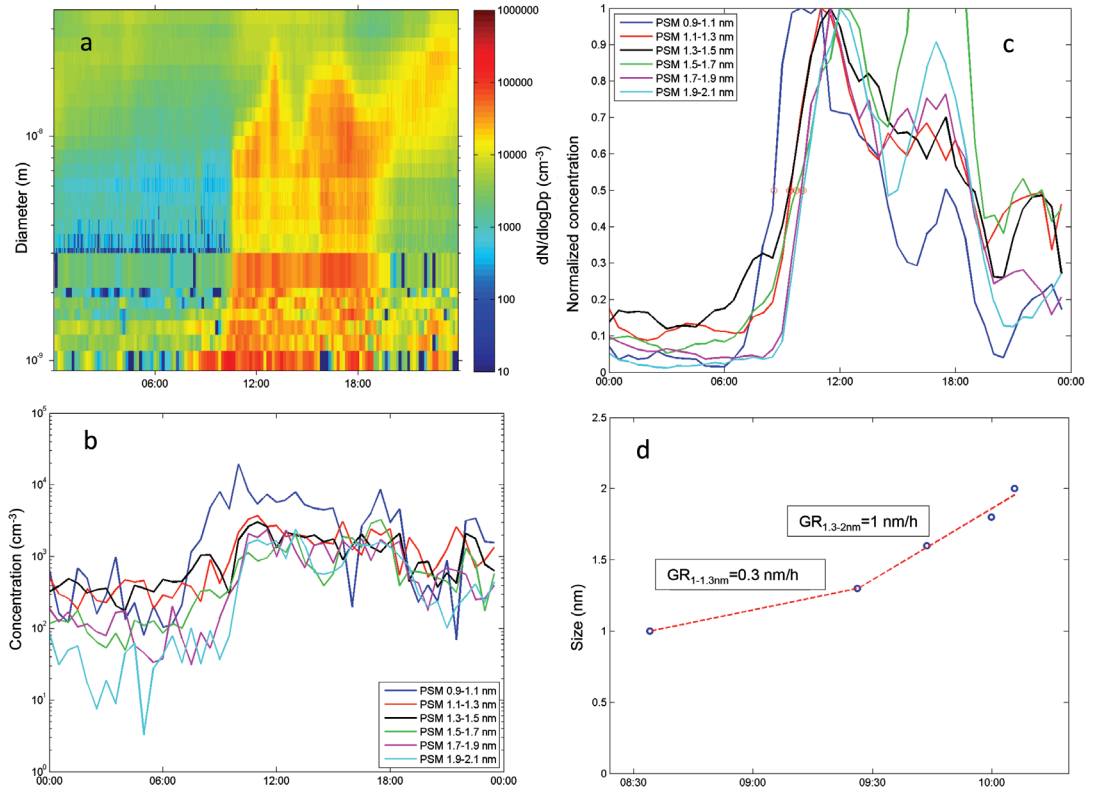 a
Diameter (m)
10⁻⁸
10⁻⁹
06:00 12:00 18:00
1000000
100000
10000
1000
100
10
dN/dlogDp (cm⁻³)
c
PSM 0.9-1.1 nm
PSM 1.1-1.3 nm
PSM 1.3-1.5 nm
PSM 1.5-1.7 nm
PSM 1.7-1.9 nm
PSM 1.9-2.1 nm
Normalized concentration
1
0.9
0.8
0.7
0.6
0.5
0.4
0.3
0.2
0.1
0
00:00 06:00 12:00 18:00 00:00
b
Concentration (cm⁻³)
10⁵
10⁴
10³
10²
10¹
10⁰
PSM 0.9-1.1 nm
PSM 1.1-1.3 nm
PSM 1.3-1.5 nm
PSM 1.5-1.7 nm
PSM 1.7-1.9 nm
PSM 1.9-2.1 nm
00:00 06:00 12:00 18:00 00:00
d
Size (nm)
2.5
2
1.5
1
0.5
0
GR₁.₃₋₂nm=1 nm/h
GR₁₋₁.₃nm=0.3 nm/h
08:30 09:00 09:30 10:00